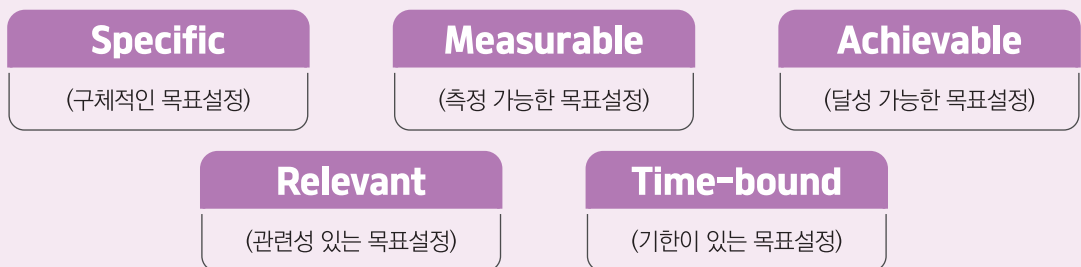 Specific
(구체적인 목표설정)
Measurable
(측정 가능한 목표설정)
Achievable
(달성 가능한 목표설정)
Relevant
(관련성 있는 목표설정)
Time-bound
(기한이 있는 목표설정)